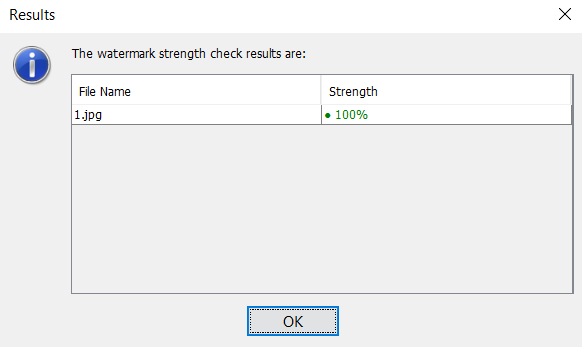 Results
The watermark strength check results are:
File Name Strength
1.jpg ● 100%
OK